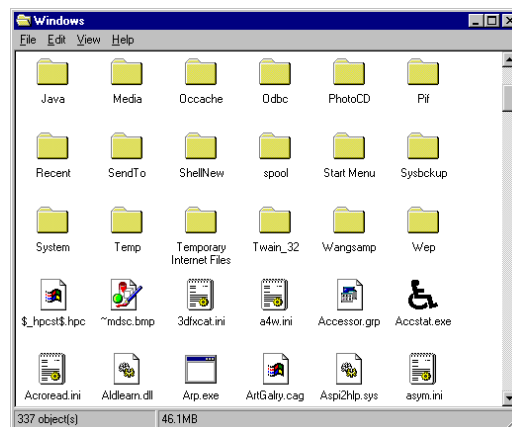 Windows
File Edit View Help
Java Media Occache Odbc PhotoCD Pif
Recent SendTo ShellNew spool Start Menu Sysbckup
System Temp Temporary Internet Files Twain_32 Wangsamp Wep
$_hpcst$.hpc ~mdsc.bmp 3dfxcat.ini a4w.ini Accessor.grp Accstat.exe
Acroread.ini Aldlearn.dll Arp.exe ArtGalry.cag Aspi2hlp.sys asym.ini
337 object(s) 46.1MB